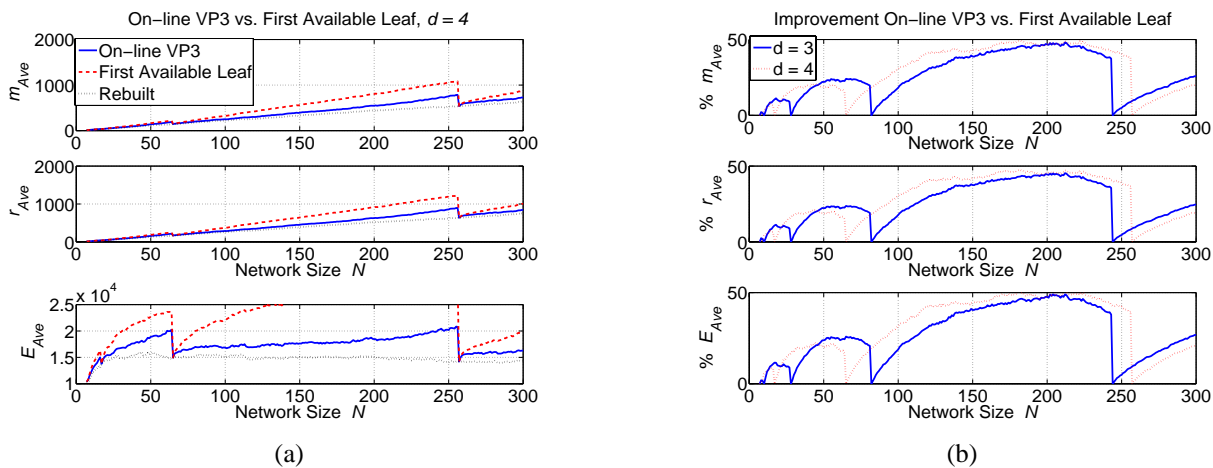 On−line VP3 vs. First Available Leaf, d = 4
2000
1000
0
m_Ave
On−line VP3
First Available Leaf
Rebuilt
0 50 100 150 200 250 300
Network Size N
2000
1000
0
r_Ave
0 50 100 150 200 250 300
Network Size N
x 10^4
2.5
2
1.5
1
E_Ave
0 50 100 150 200 250 300
Network Size N
(a)
Improvement On−line VP3 vs. First Available Leaf
50
0
% m_Ave
d = 3
d = 4
0 50 100 150 200 250 300
Network Size N
50
0
% r_Ave
0 50 100 150 200 250 300
Network Size N
50
0
% E_Ave
0 50 100 150 200 250 300
Network Size N
(b)